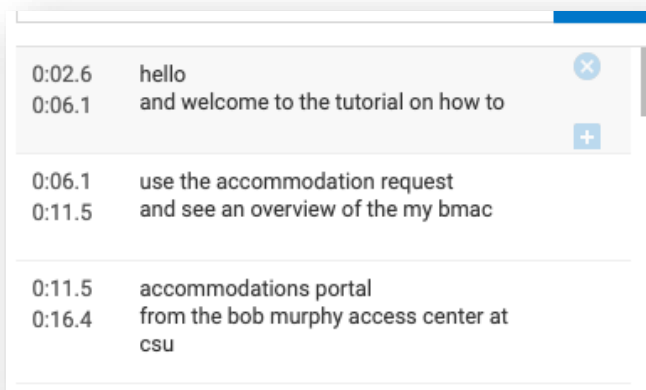 0:02.6 hello
0:06.1 and welcome to the tutorial on how to
0:06.1 use the accommodation request
0:11.5 and see an overview of the my bmac
0:11.5 accommodations portal
0:16.4 from the bob murphy access center at
csu